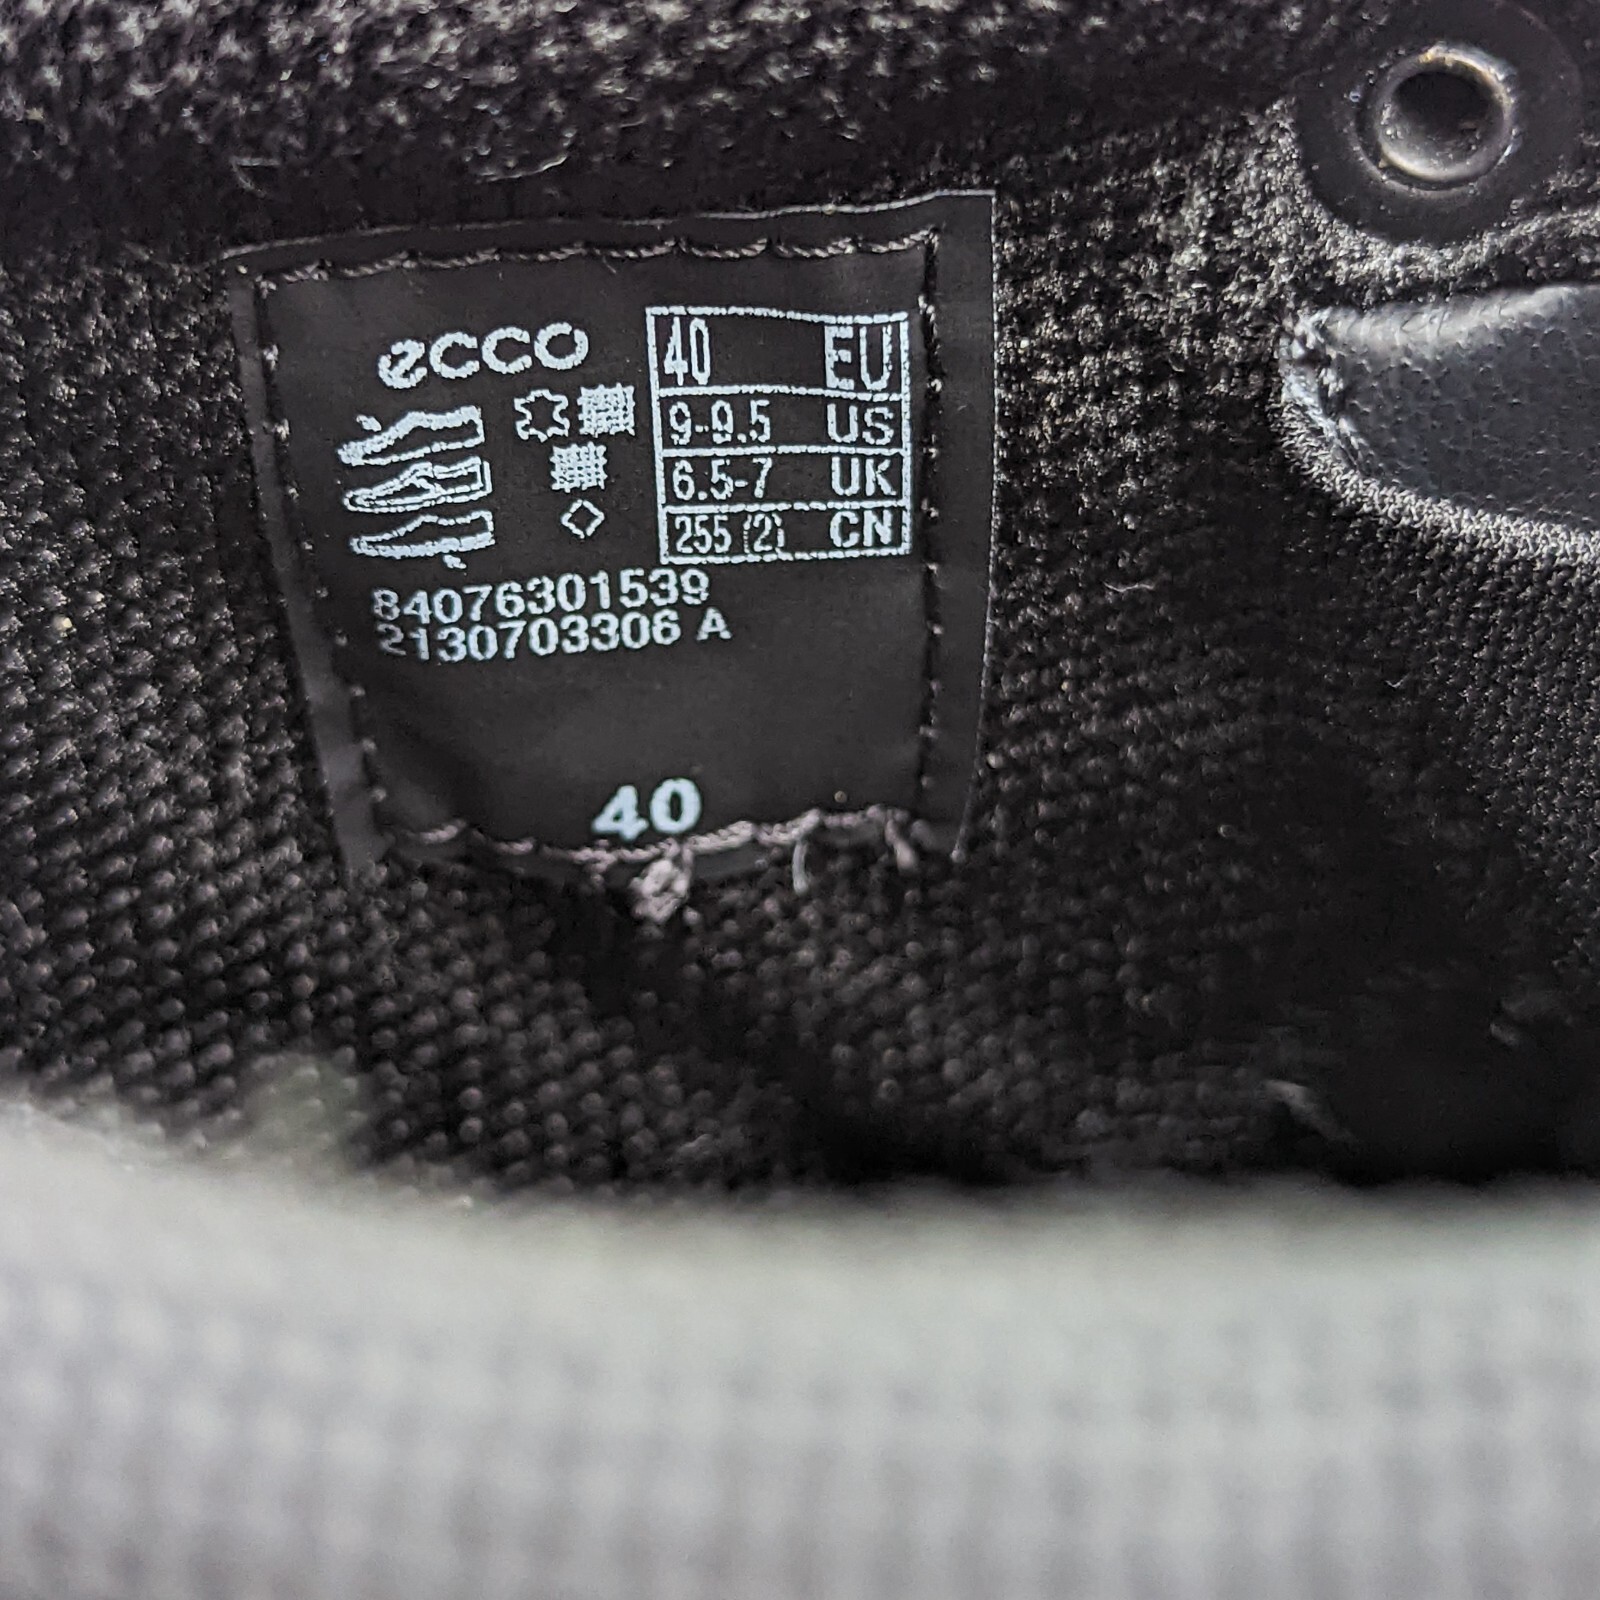 ecco
40 EU
9-9.5 US
6.5-7 UK
255 (2) CN
84076301539
2130703306 A
40